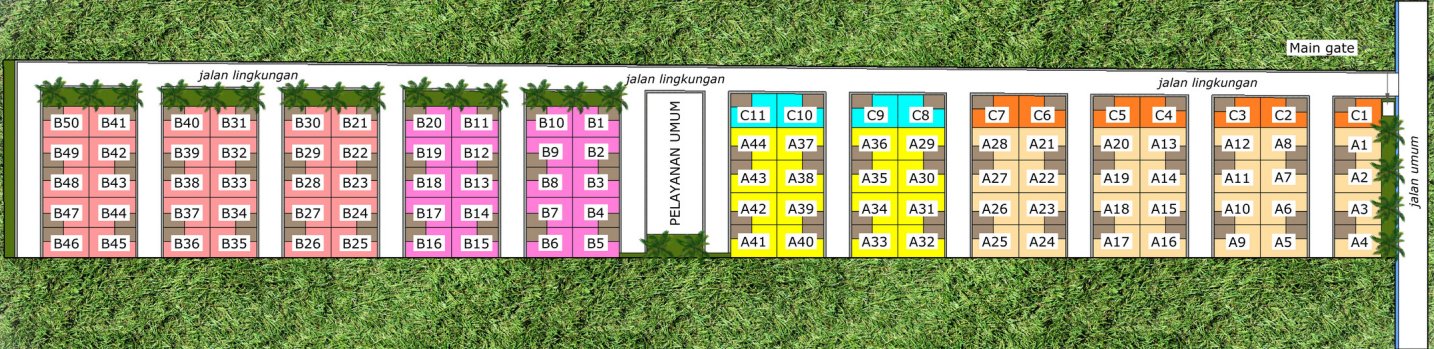 Main gate
jalan lingkungan
jalan lingkungan
jalan lingkungan
jalan umum
PELAYANAN UMUM
B50 B41 B40 B31 B30 B21 B20 B11 B10 B1 C11 C10 C9 C8 C7 C6 C5 C4 C3 C2 C1
B49 B42 B39 B32 B29 B22 B19 B12 B9 B2 A44 A37 A36 A29 A28 A21 A20 A13 A12 A8 A1
B48 B43 B38 B33 B28 B23 B18 B13 B8 B3 A43 A38 A35 A30 A27 A22 A19 A14 A11 A7 A2
B47 B44 B37 B34 B27 B24 B17 B14 B7 B4 A42 A39 A34 A31 A26 A23 A18 A15 A10 A6 A3
B46 B45 B36 B35 B26 B25 B16 B15 B6 B5 A41 A40 A33 A32 A25 A24 A17 A16 A9 A5 A4